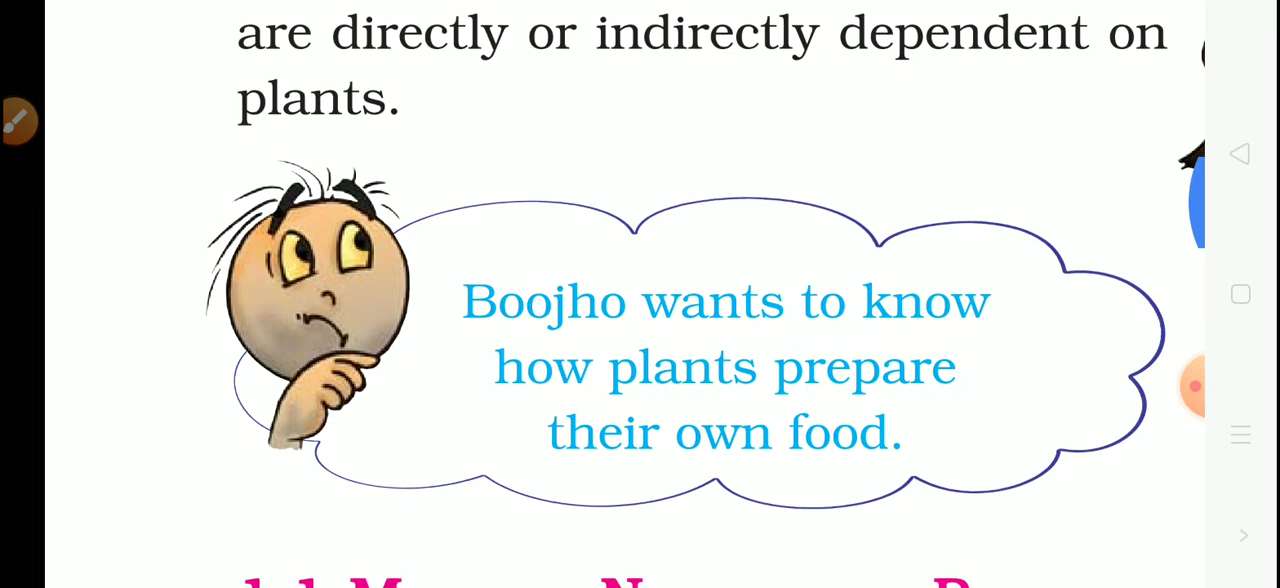 are directly or indirectly dependent on
plants.
Boojho wants to know
how plants prepare
their own food.